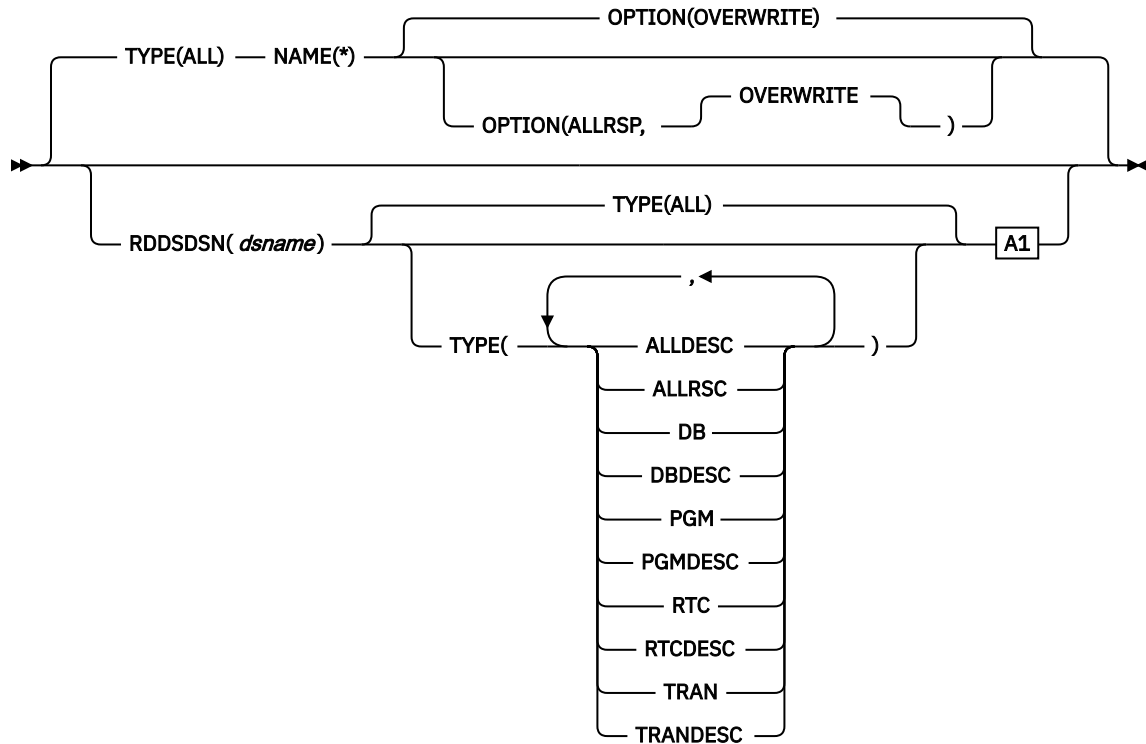 OPTION(OVERWRITE)
TYPE(ALL) NAME(*)
OVERWRITE
OPTION(ALLRSP, )
TYPE(ALL)
RDDSDSN( dsname) A1
,
TYPE( ALLDESC )
ALLRSC
DB
DBDESC
PGM
PGMDESC
RTC
RTCDESC
TRAN
TRANDESC